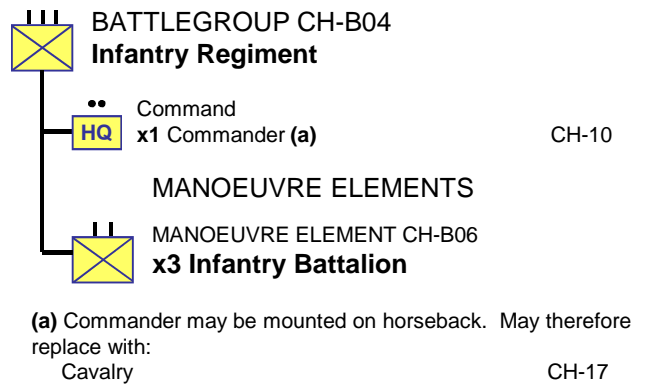 BATTLEGROUP CH-B04
Infantry Regiment
Command
HQ x1 Commander (a) CH-10
MANOEUVRE ELEMENTS
MANOEUVRE ELEMENT CH-B06
x3 Infantry Battalion
(a) Commander may be mounted on horseback. May therefore
replace with:
Cavalry CH-17